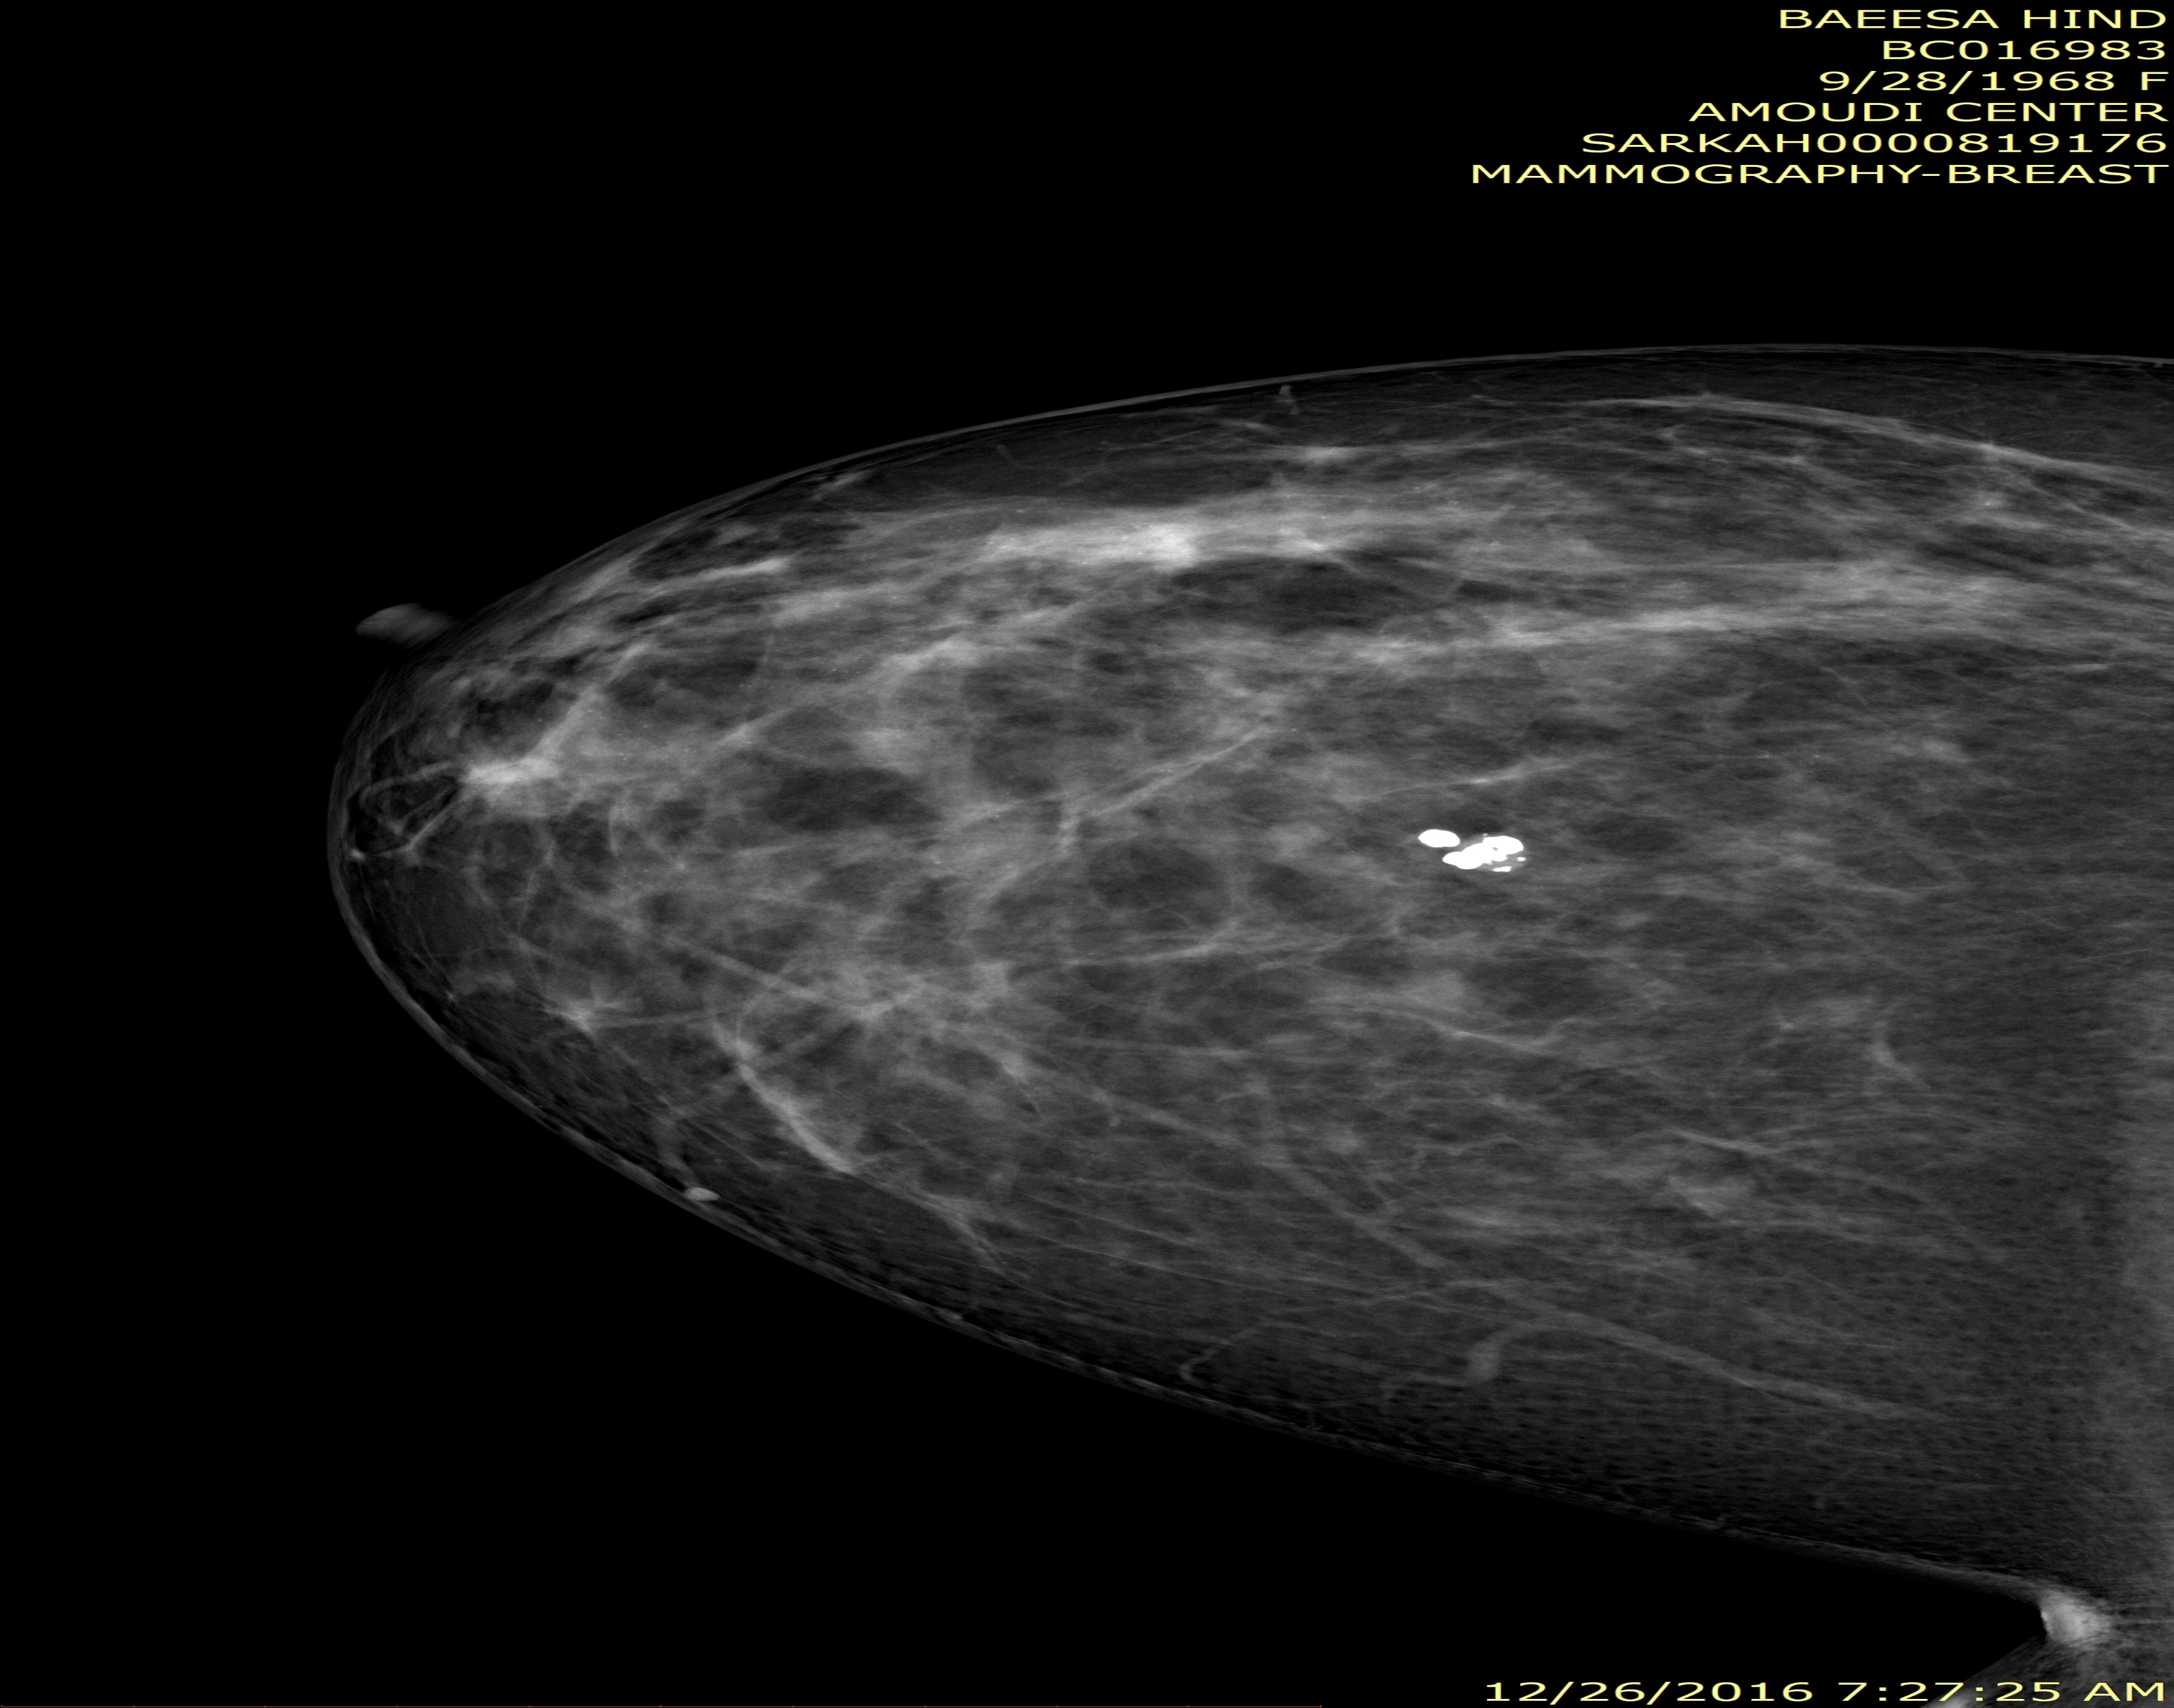 BAEESA HIND
BC016983
9/28/1968 F
AMOUDI CENTER
SARKAH0000819176
MAMMOGRAPHY-BREAST
12/26/2016 7:27:25 AM